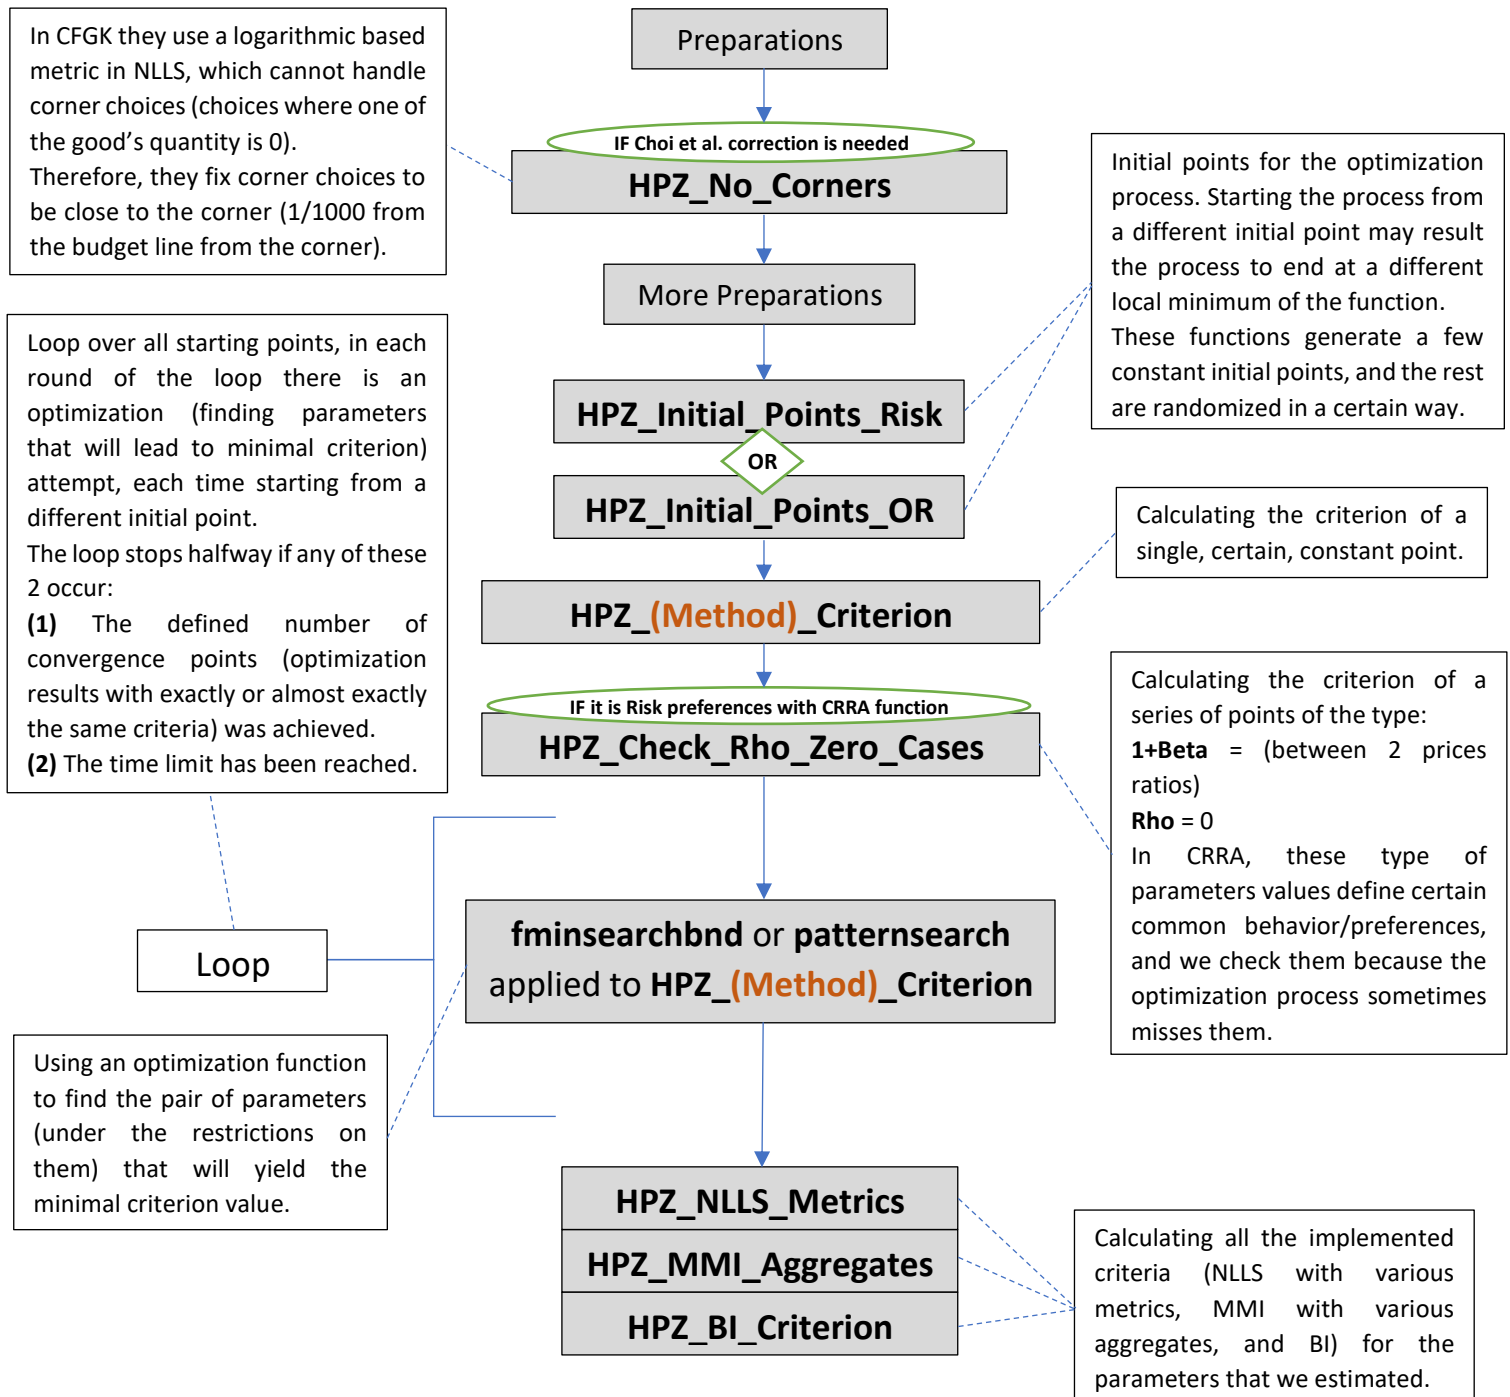 In CFGK they use a logarithmic based
metric in NLLS, which cannot handle
corner choices (choices where one of
the good's quantity is 0).
Therefore, they fix corner choices to
be close to the corner (1/1000 from
the budget line from the corner).
Preparations
IF Choi et al. correction is needed
HPZ_No_Corners
More Preparations
Initial points for the optimization
process. Starting the process from
a different initial point may result
the process to end at a different
local minimum of the function.
These functions generate a few
constant initial points, and the rest
are randomized in a certain way.
Loop over all starting points, in each
round of the loop there is an
optimization (finding parameters
that will lead to minimal criterion)
attempt, each time starting from a
different initial point.
The loop stops halfway if any of these
2 occur:
(1) The defined number of
convergence points (optimization
results with exactly or almost exactly
the same criteria) was achieved.
(2) The time limit has been reached.
HPZ_Initial_Points_Risk
OR
HPZ_Initial_Points_OR
Calculating the criterion of a
single, certain, constant point.
HPZ_(Method)_Criterion
IF it is Risk preferences with CRRA function
HPZ_Check_Rho_Zero_Cases
Calculating the criterion of a
series of points of the type:
1+Beta = (between 2 prices
ratios)
Rho = 0
In CRRA, these type of
parameters values define certain
common behavior/preferences,
and we check them because the
optimization process sometimes
misses them.
Loop
fminsearchbnd or patternsearch
applied to HPZ_(Method)_Criterion
Using an optimization function
to find the pair of parameters
(under the restrictions on
them) that will yield the
minimal criterion value.
HPZ_NLLS_Metrics
HPZ_MMI_Aggregates
HPZ_BI_Criterion
Calculating all the implemented
criteria (NLLS with various
metrics, MMI with various
aggregates, and BI) for the
parameters that we estimated.